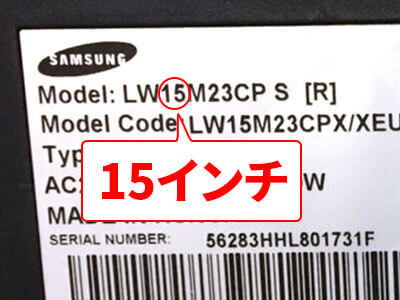 SAMSUNG
Model: LW15M23CP S [R]
Model Code: LW15M23CPX/XEU
15インチ
W
SERIAL NUMBER: 56283HHL801731F